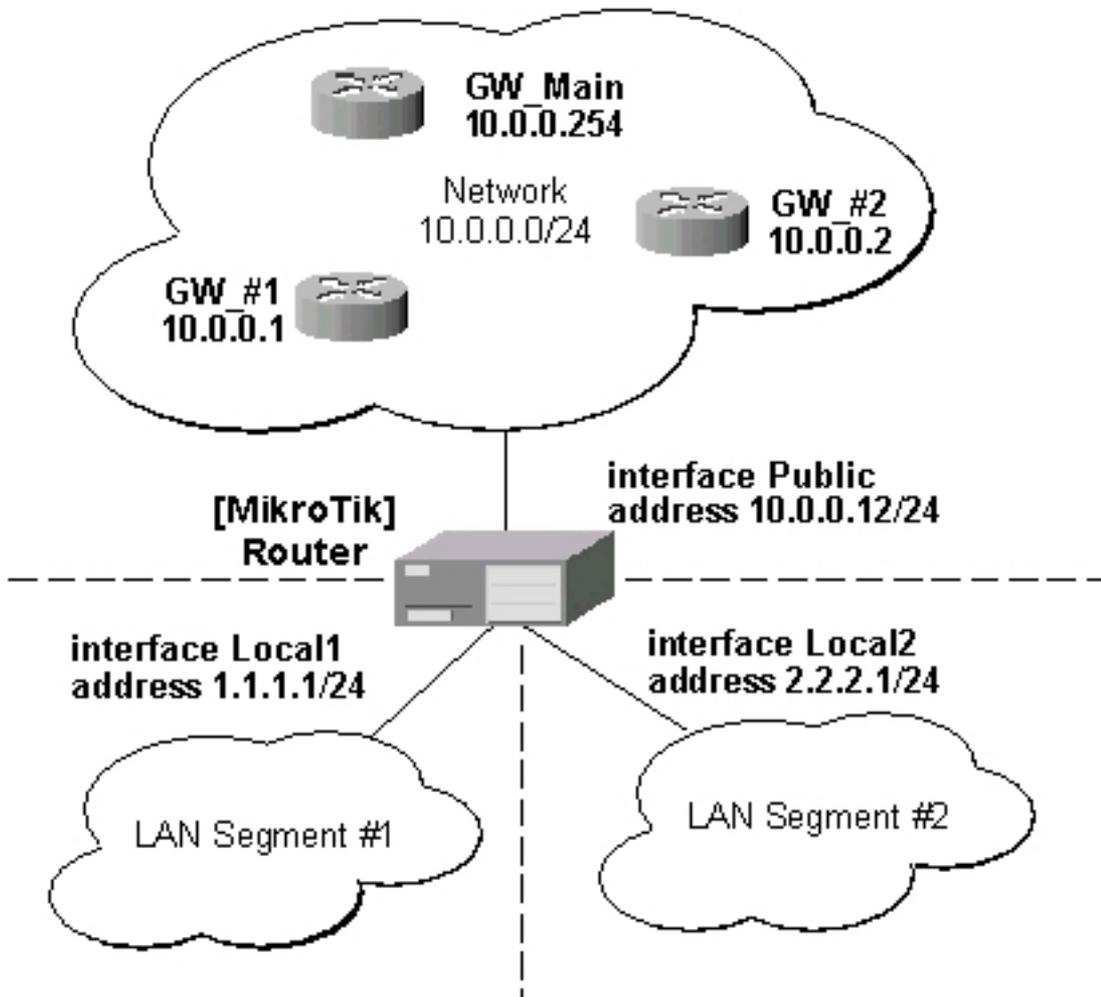 GW_Main
10.0.0.254
Network
10.0.0.0/24
GW_#2
10.0.0.2
GW_#1
10.0.0.1
interface Public
address 10.0.0.12/24
[MikroTik]
Router
interface Local1
address 1.1.1.1/24
interface Local2
address 2.2.2.1/24
LAN Segment #1
LAN Segment #2